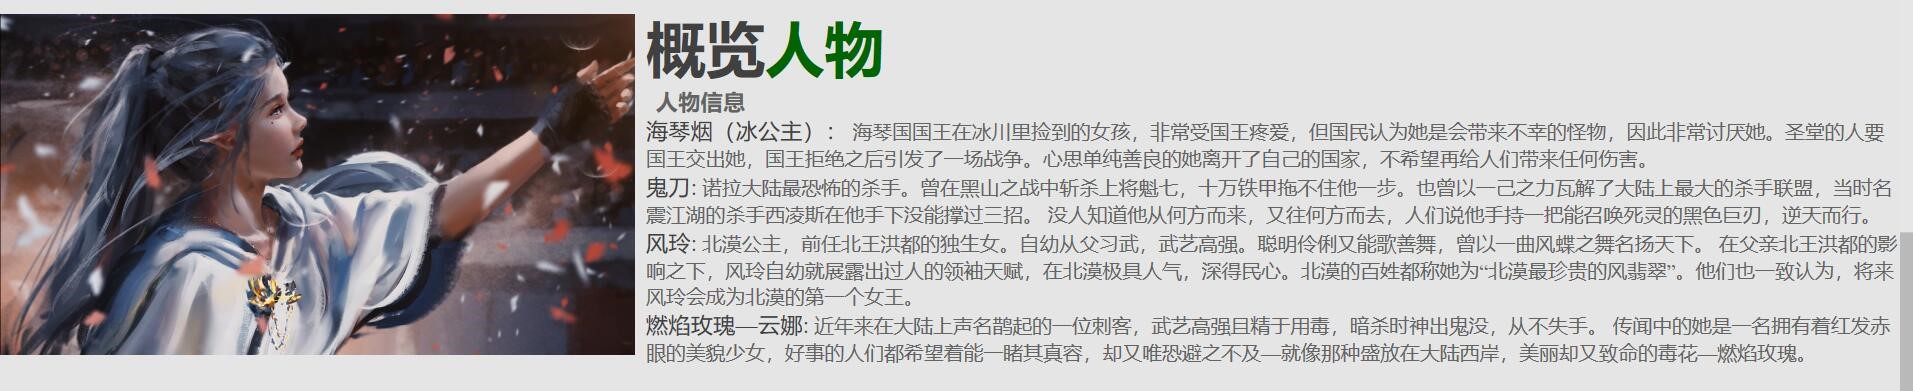 概览人物
人物信息
海琴烟（冰公主）： 海琴国国王在冰川里捡到的女孩，非常受国王疼爱，但国民认为她是会带来不幸的怪物，因此非常讨厌她。圣堂的人要
国王交出她，国王拒绝之后引发了一场战争。心思单纯善良的她离开了自己的国家，不希望再给人们带来任何伤害。
鬼刀: 诺拉大陆最恐怖的杀手。曾在黑山之战中斩杀上将魁七，十万铁甲拖不住他一步。也曾以一己之力瓦解了大陆上最大的杀手联盟，当时名
震江湖的杀手西凌斯在他手下没能撑过三招。 没人知道他从何方而来，又往何方而去，人们说他手持一把能召唤死灵的黑色巨刃，逆天而行。
风玲: 北漠公主，前任北王洪都的独生女。自幼从父习武，武艺高强。聪明伶俐又能歌善舞，曾以一曲风蝶之舞名扬天下。 在父亲北王洪都的影
响之下，风玲自幼就展露出过人的领袖天赋，在北漠极具人气，深得民心。北漠的百姓都称她为“北漠最珍贵的风翡翠”。他们也一致认为，将来
风玲会成为北漠的第一个女王。
燃焰玫瑰—云娜: 近年来在大陆上声名鹊起的一位刺客，武艺高强且精于用毒，暗杀时神出鬼没，从不失手。 传闻中的她是一名拥有着红发赤
眼的美貌少女，好事的人们都希望着能一睹其真容，却又唯恐避之不及—就像那种盛放在大陆西岸，美丽却又致命的毒花—燃焰玫瑰。